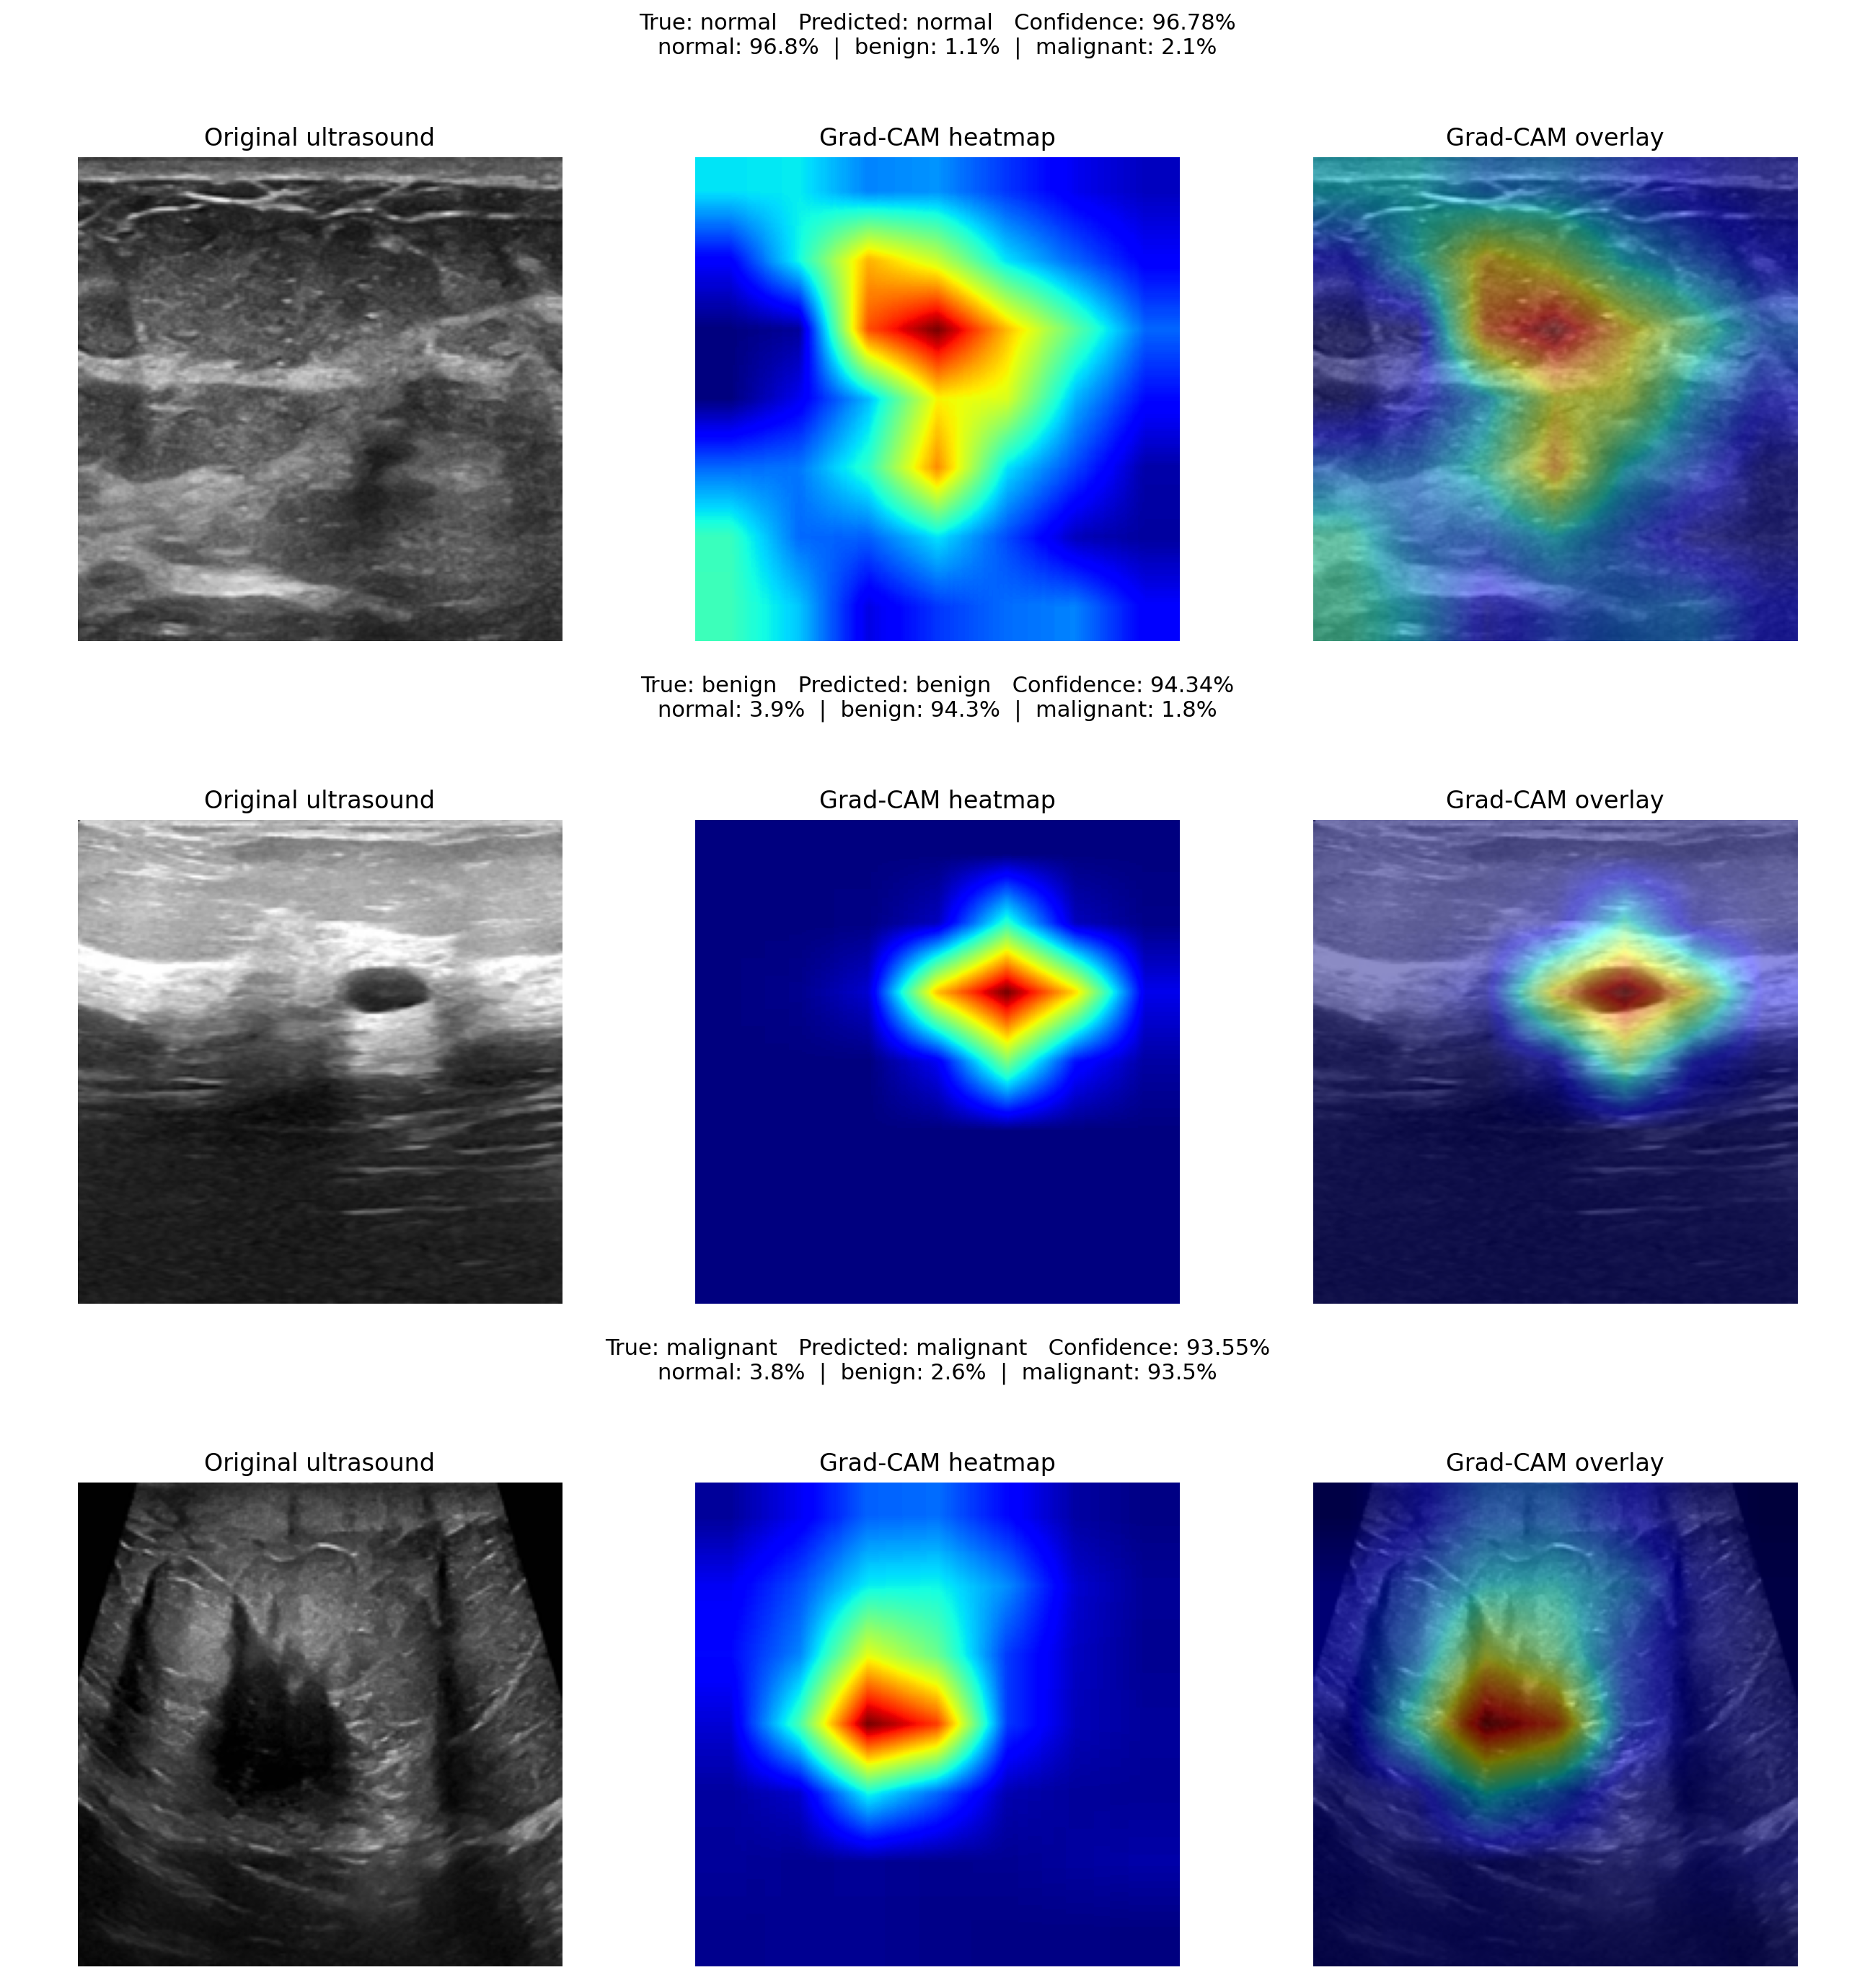 True: normal   Predicted: normal   Confidence: 96.78%
normal: 96.8%  |  benign: 1.1%  |  malignant: 2.1%
Original ultrasound
Grad-CAM heatmap
Grad-CAM overlay
True: benign   Predicted: benign   Confidence: 94.34%
normal: 3.9%  |  benign: 94.3%  |  malignant: 1.8%
Original ultrasound
Grad-CAM heatmap
Grad-CAM overlay
True: malignant   Predicted: malignant   Confidence: 93.55%
normal: 3.8%  |  benign: 2.6%  |  malignant: 93.5%
Original ultrasound
Grad-CAM heatmap
Grad-CAM overlay